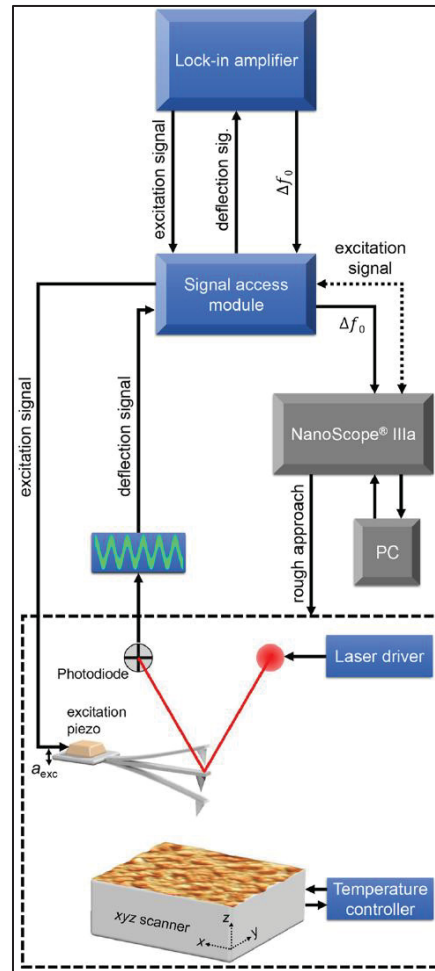 Lock-in amplifier
excitation signal
deflection sig.
Δf₀
excitation
signal
Signal access
module
Δf₀
excitation signal
deflection signal
NanoScope® IIIa
rough approach
PC
Photodiode
Laser driver
excitation
piezo
aexc
Temperature
controller
xyz scanner
z
y
x